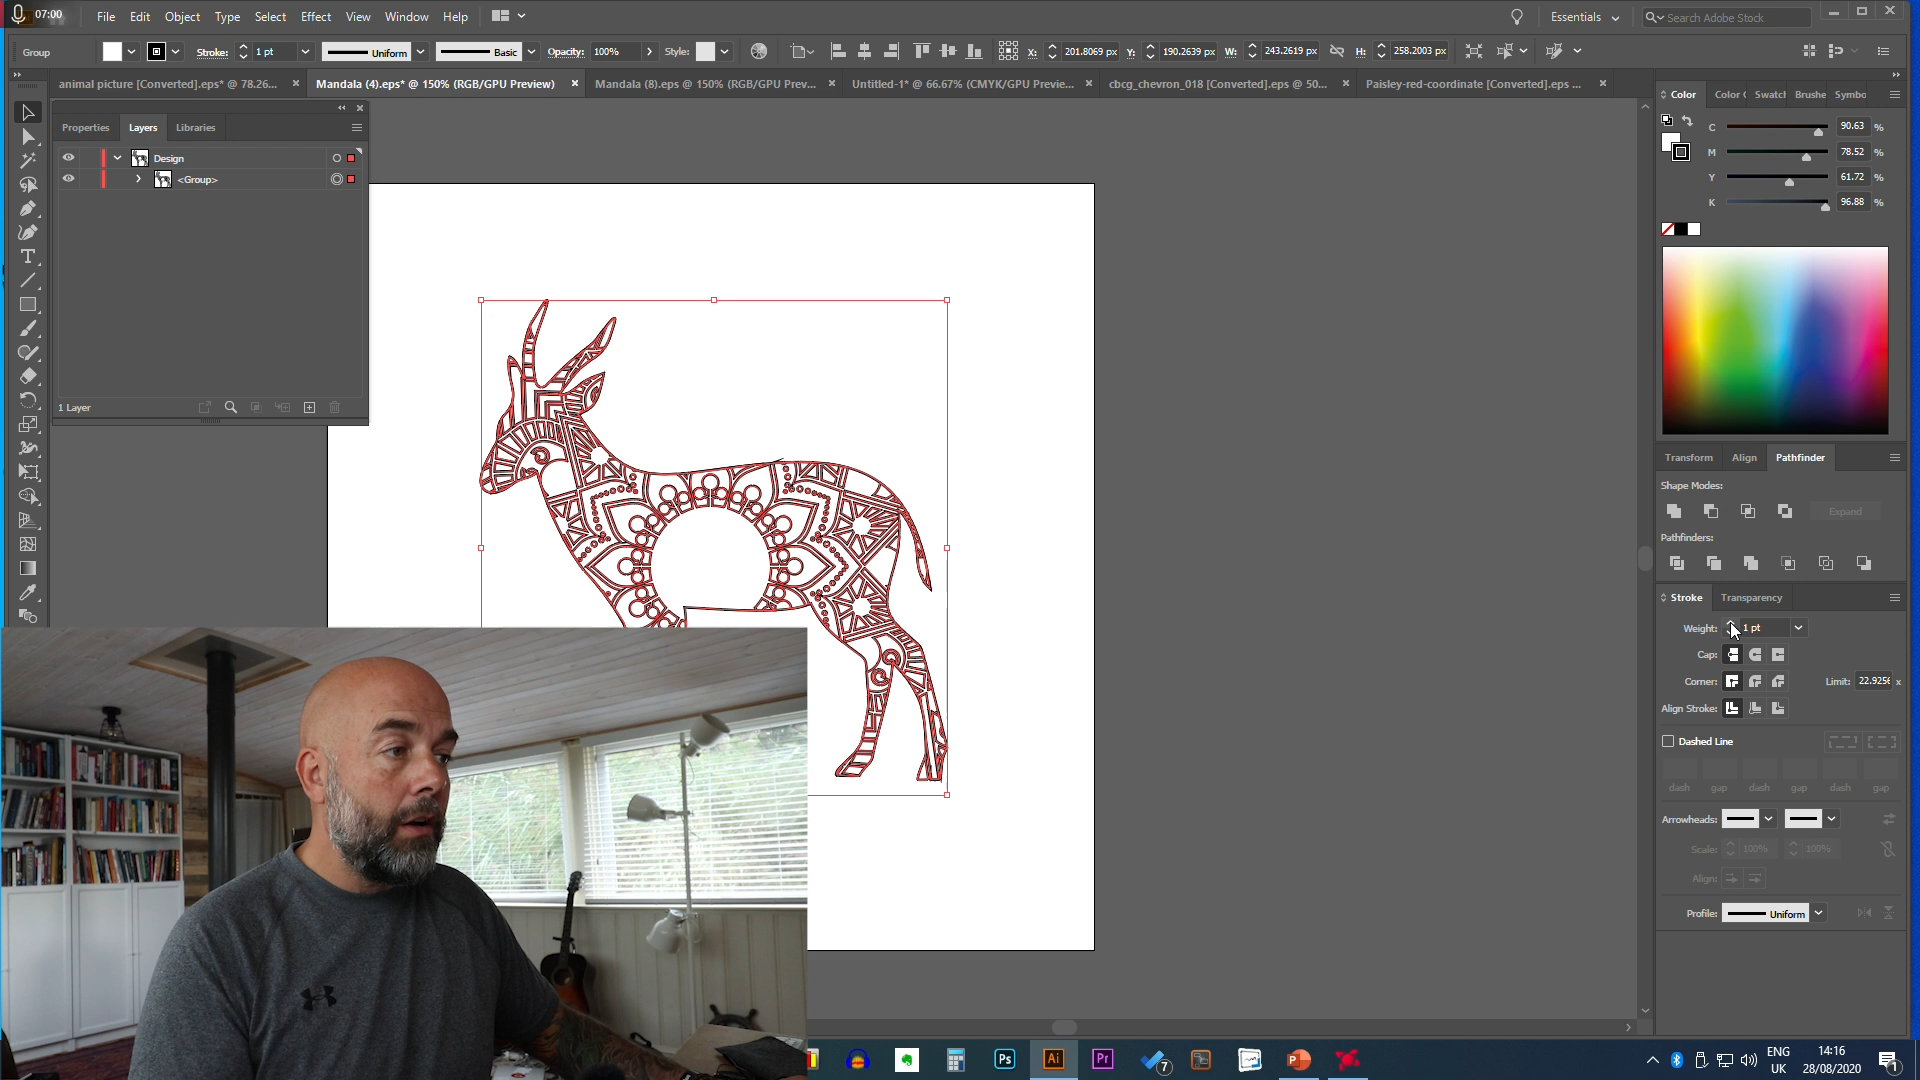 07:00
File Edit Object Type Select Effect View Window Help
Essentials
Search Adobe Stock
Group
Stroke: 1 pt Uniform Basic Opacity: 100% Style:
X: 201.8069 px Y: 190.2639 px W: 243.2619 px H: 258.2003 px
animal picture [Converted].eps* @ 78.26...
Mandala (4).eps* @ 150% (RGB/GPU Preview)
Mandala (8).eps @ 150% (RGB/GPU Prev...
Untitled-1* @ 66.67% (CMYK/GPU Previe...
cbcg_chevron_018 [Converted].eps @ 50...
Paisley-red-coordinate [Converted].eps ...
Properties Layers Libraries
Design
<Group>
1 Layer
Color Color Swatcl Brushe Symbo
C 90.63 %
M 78.52 %
Y 61.72 %
K 96.88 %
Transform Align Pathfinder
Shape Modes:
Expand
Pathfinders:
Stroke Transparency
Weight: 1 pt
Cap:
Corner: Limit: 22.9256 x
Align Stroke:
Dashed Line
dash gap dash gap dash gap
Arrowheads:
Scale: 100% 100%
Align:
Profile: Uniform
Ps Ai Pr 7
ENG
UK
14:16
28/08/2020
1